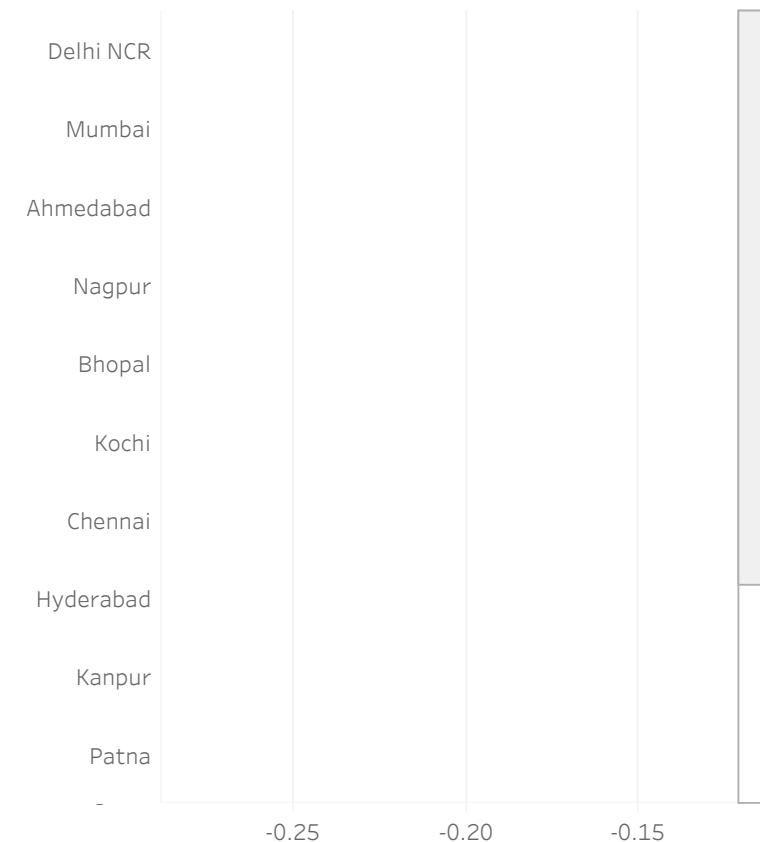 Delhi NCR
Mumbai
Ahmedabad
Nagpur
Bhopal
Kochi
Chennai
Hyderabad
Kanpur
Patna
-0.25 -0.20 -0.15